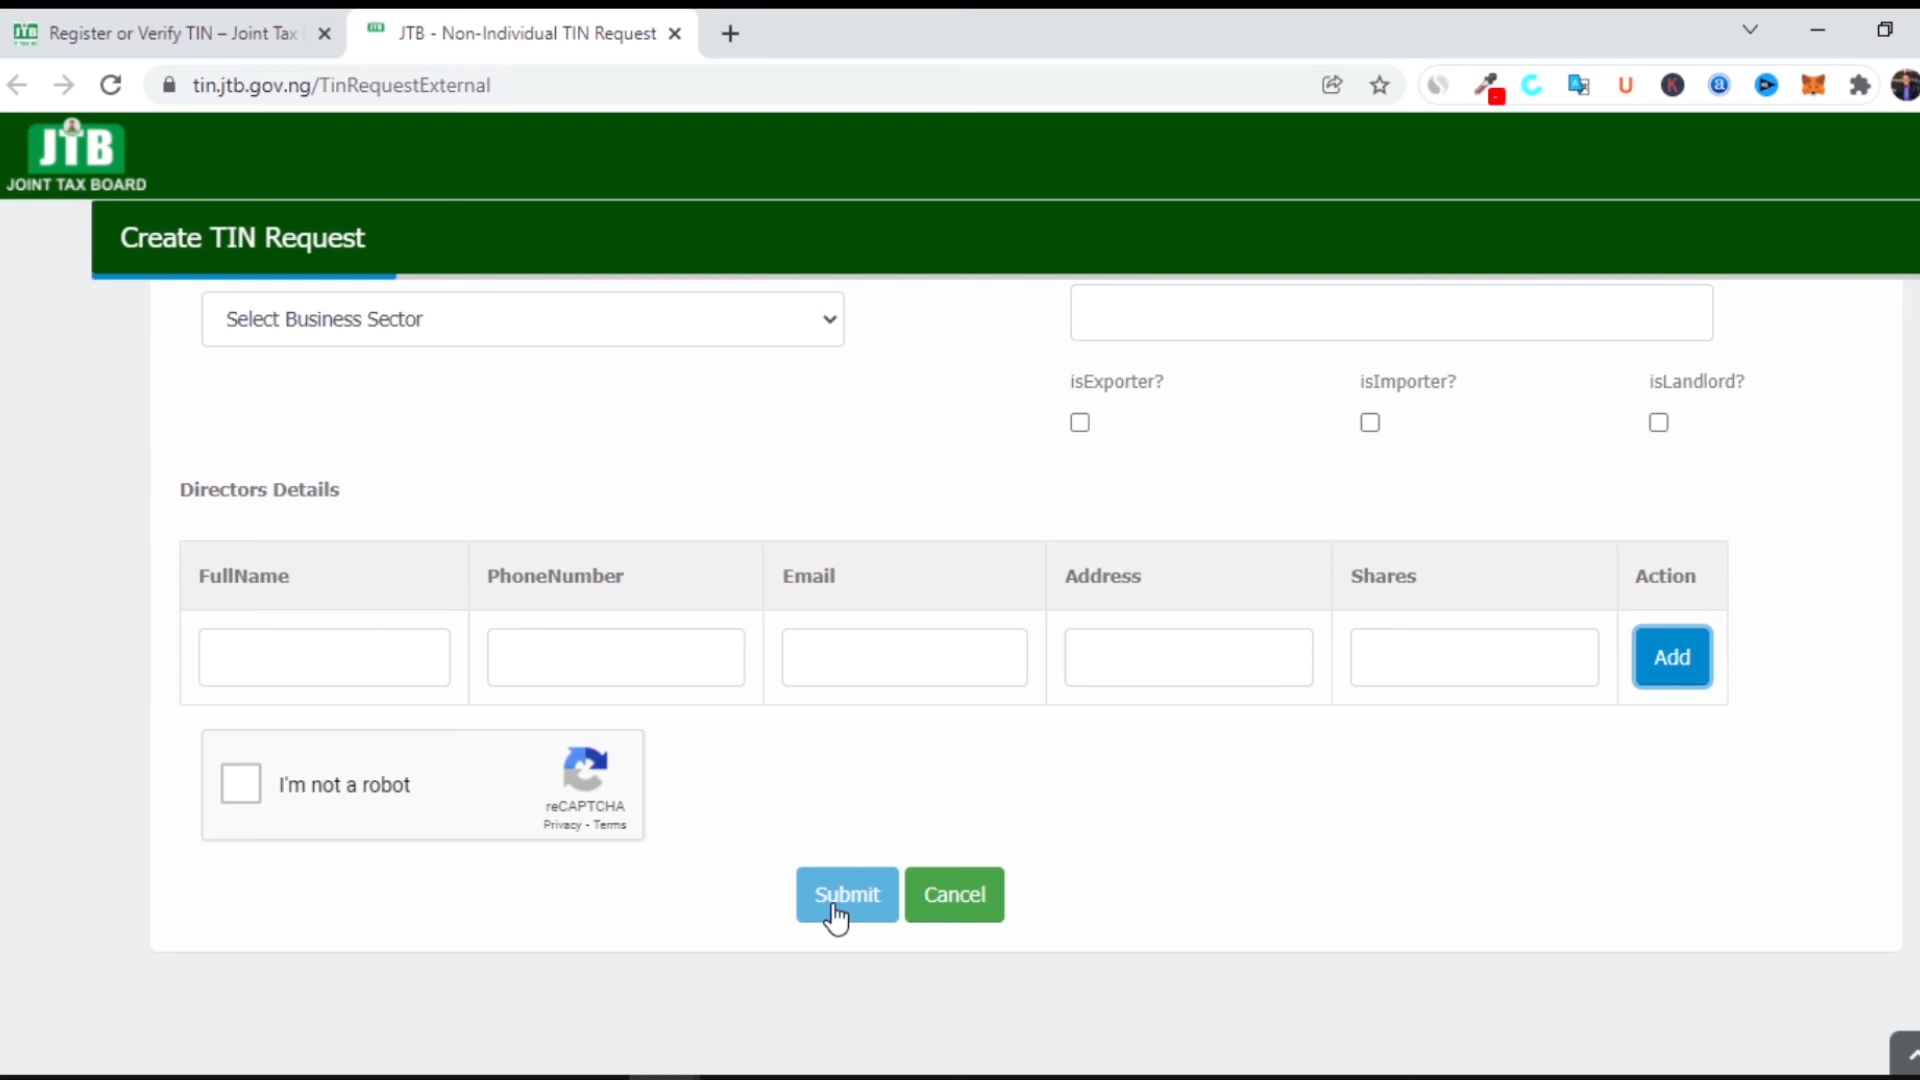 Register or Verify TIN – Joint Tax
JTB - Non-Individual TIN Request
tin.jtb.gov.ng/TinRequestExternal
JTB
JOINT TAX BOARD
Create TIN Request
Select Business Sector
isExporter? isImporter? isLandlord?
Directors Details
FullName PhoneNumber Email Address Shares Action
Add
I'm not a robot
reCAPTCHA
Privacy - Terms
Submit Cancel